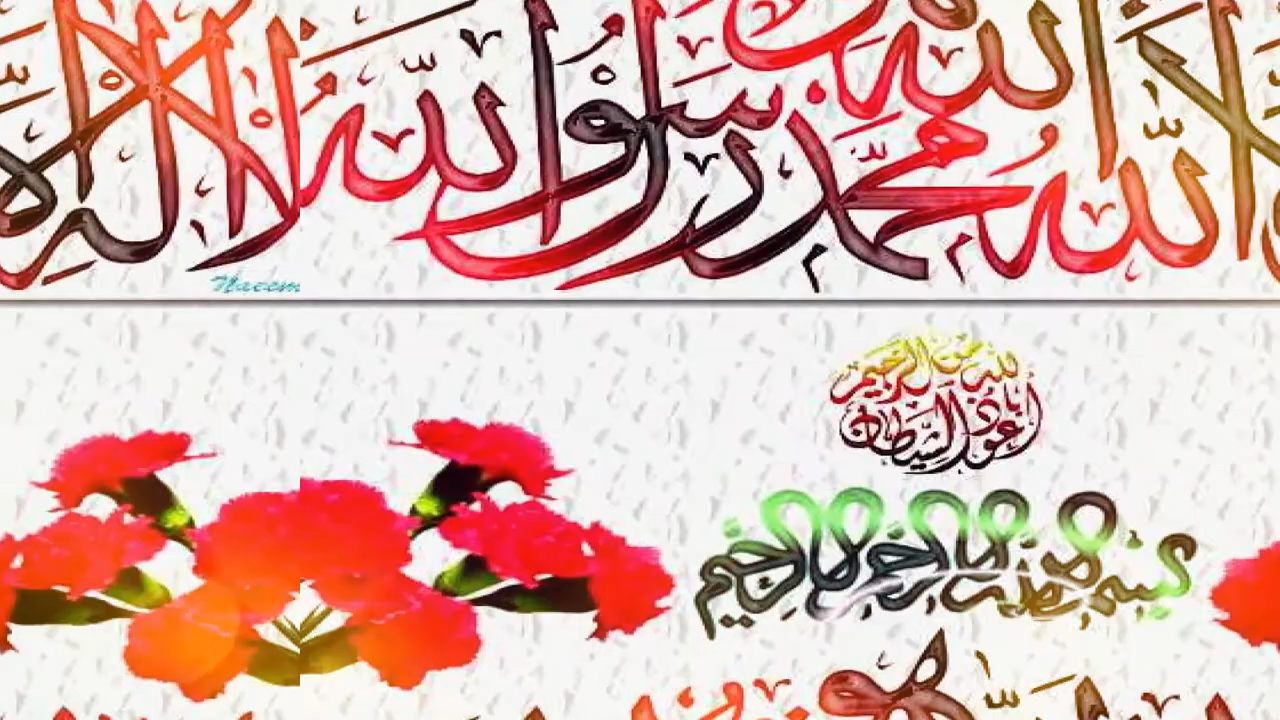 لا إله إلا الله محمد رسول الله
Naeem
أعوذ بالله من الشيطان الرجيم
بسم الله الرحمن الرحيم